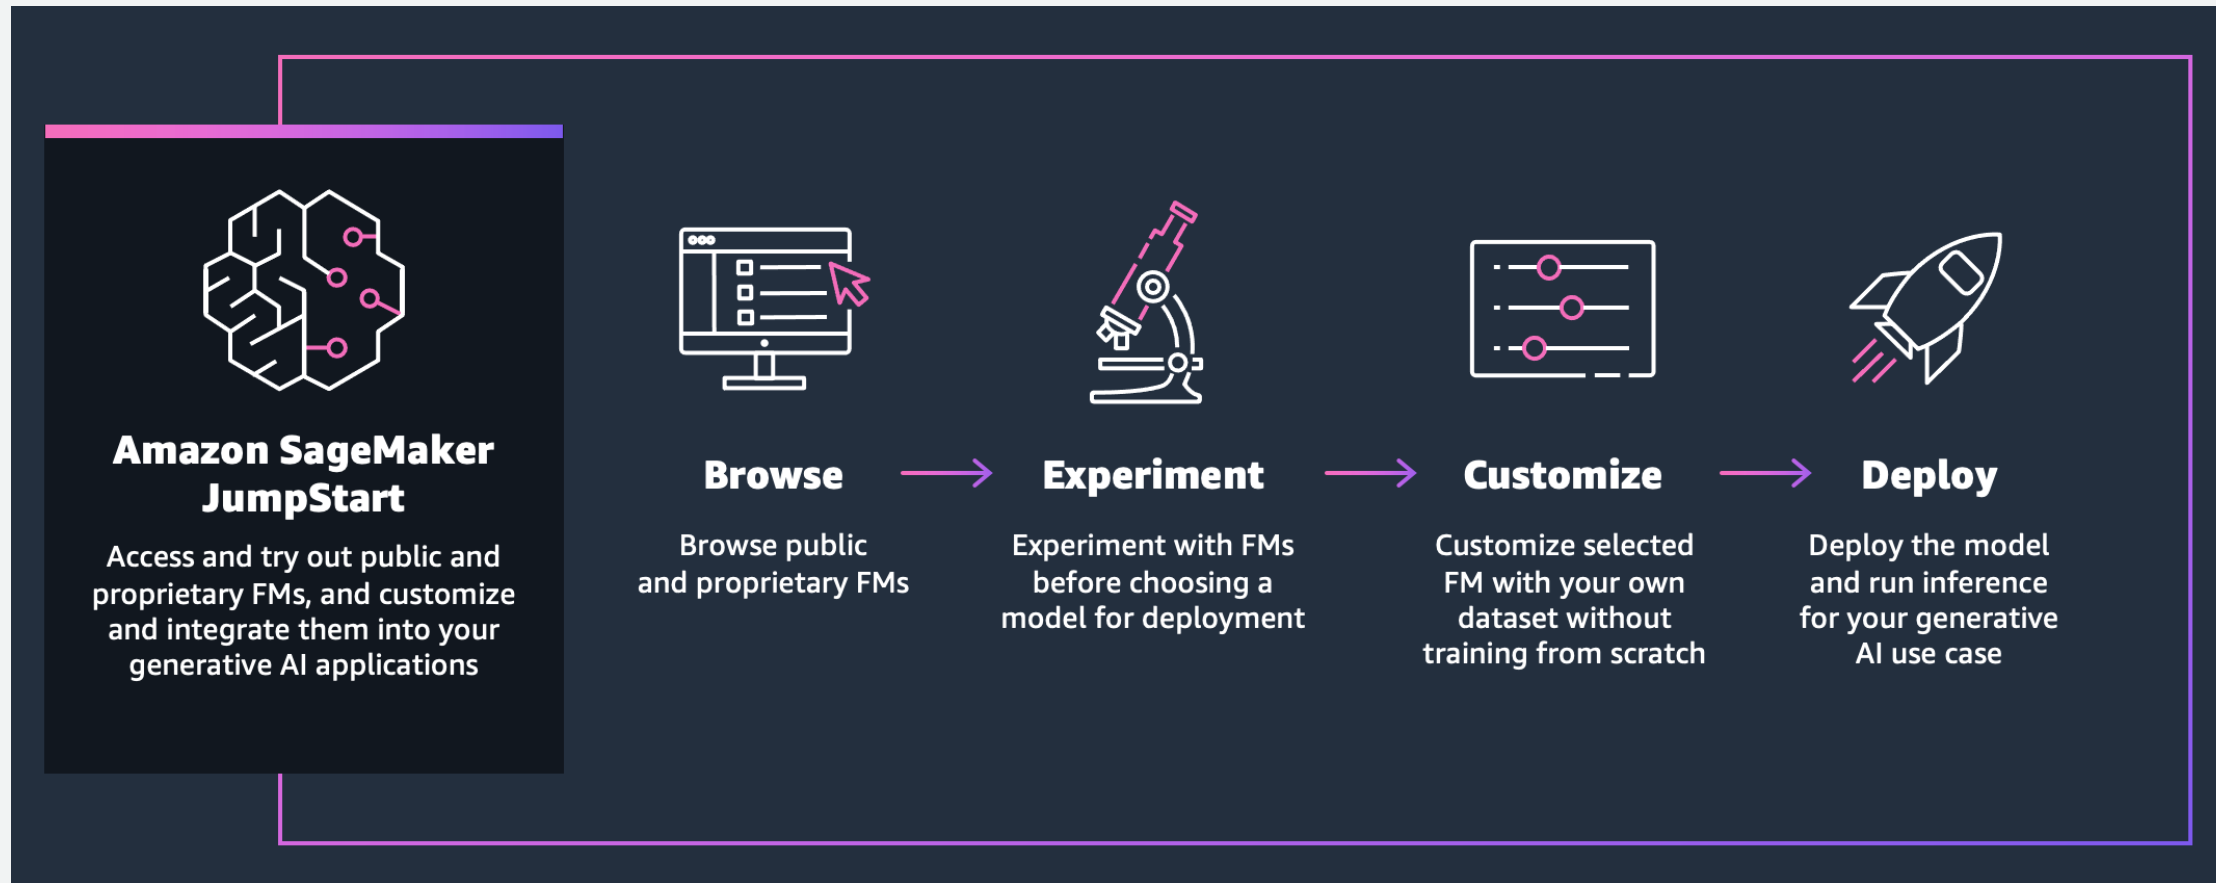 Amazon SageMaker
JumpStart
Access and try out public and
proprietary FMs, and customize
and integrate them into your
generative AI applications
Browse
Browse public
and proprietary FMs
Experiment
Experiment with FMs
before choosing a
model for deployment
Customize
Customize selected
FM with your own
dataset without
training from scratch
Deploy
Deploy the model
and run inference
for your generative
AI use case